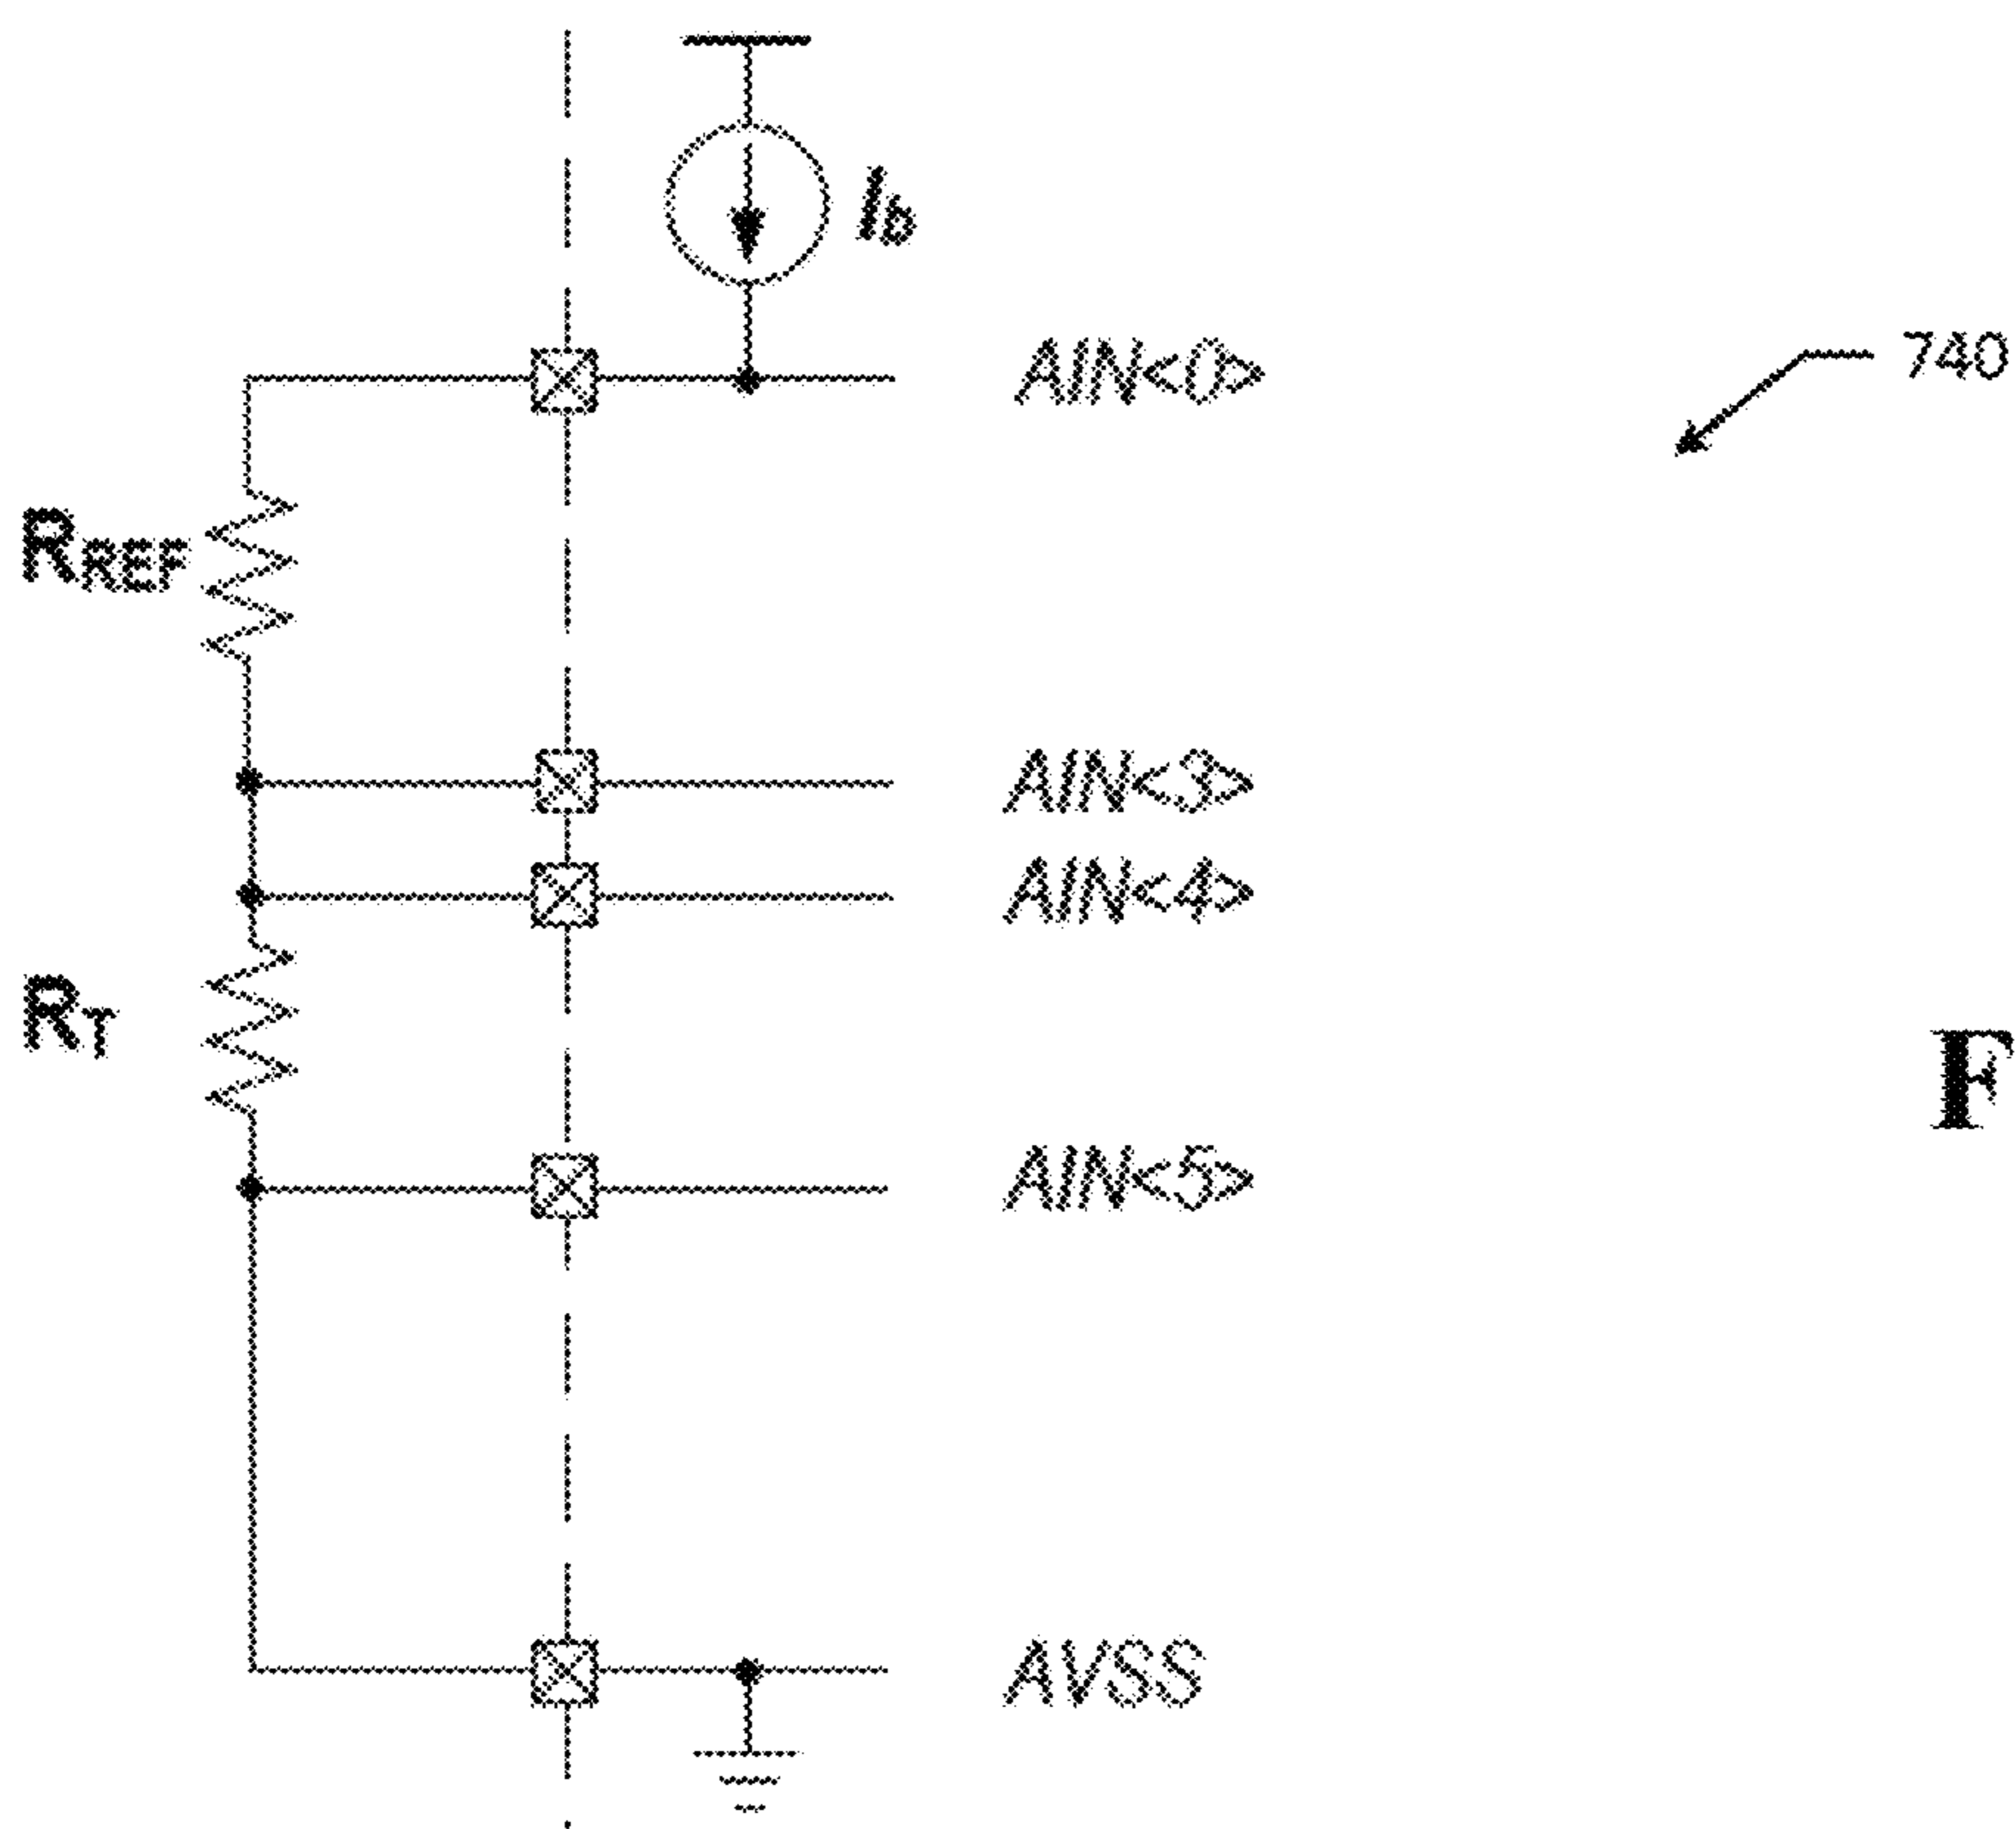 Ib
AIN<0>
740
RREF
AIN<3>
AIN<4>
RT
F
AIN<5>
AVSS